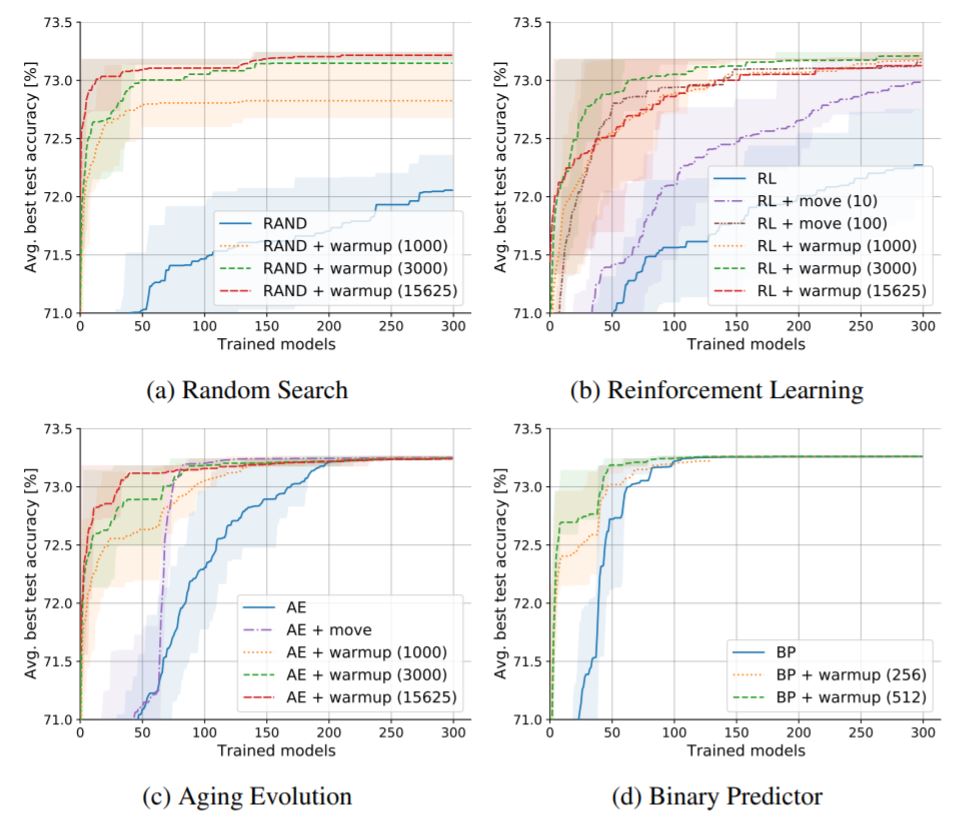 73.5
73.0
72.5
72.0
71.5
71.0
Avg. best test accuracy [%]
RAND
RAND + warmup (1000)
RAND + warmup (3000)
RAND + warmup (15625)
0 50 100 150 200 250 300
Trained models
(a) Random Search
73.5
73.0
72.5
72.0
71.5
71.0
Avg. best test accuracy [%]
RL
RL + move (10)
RL + move (100)
RL + warmup (1000)
RL + warmup (3000)
RL + warmup (15625)
0 50 100 150 200 250 300
Trained models
(b) Reinforcement Learning
73.5
73.0
72.5
72.0
71.5
71.0
Avg. best test accuracy [%]
AE
AE + move
AE + warmup (1000)
AE + warmup (3000)
AE + warmup (15625)
0 50 100 150 200 250 300
Trained models
(c) Aging Evolution
73.5
73.0
72.5
72.0
71.5
71.0
Avg. best test accuracy [%]
BP
BP + warmup (256)
BP + warmup (512)
0 50 100 150 200 250 300
Trained models
(d) Binary Predictor